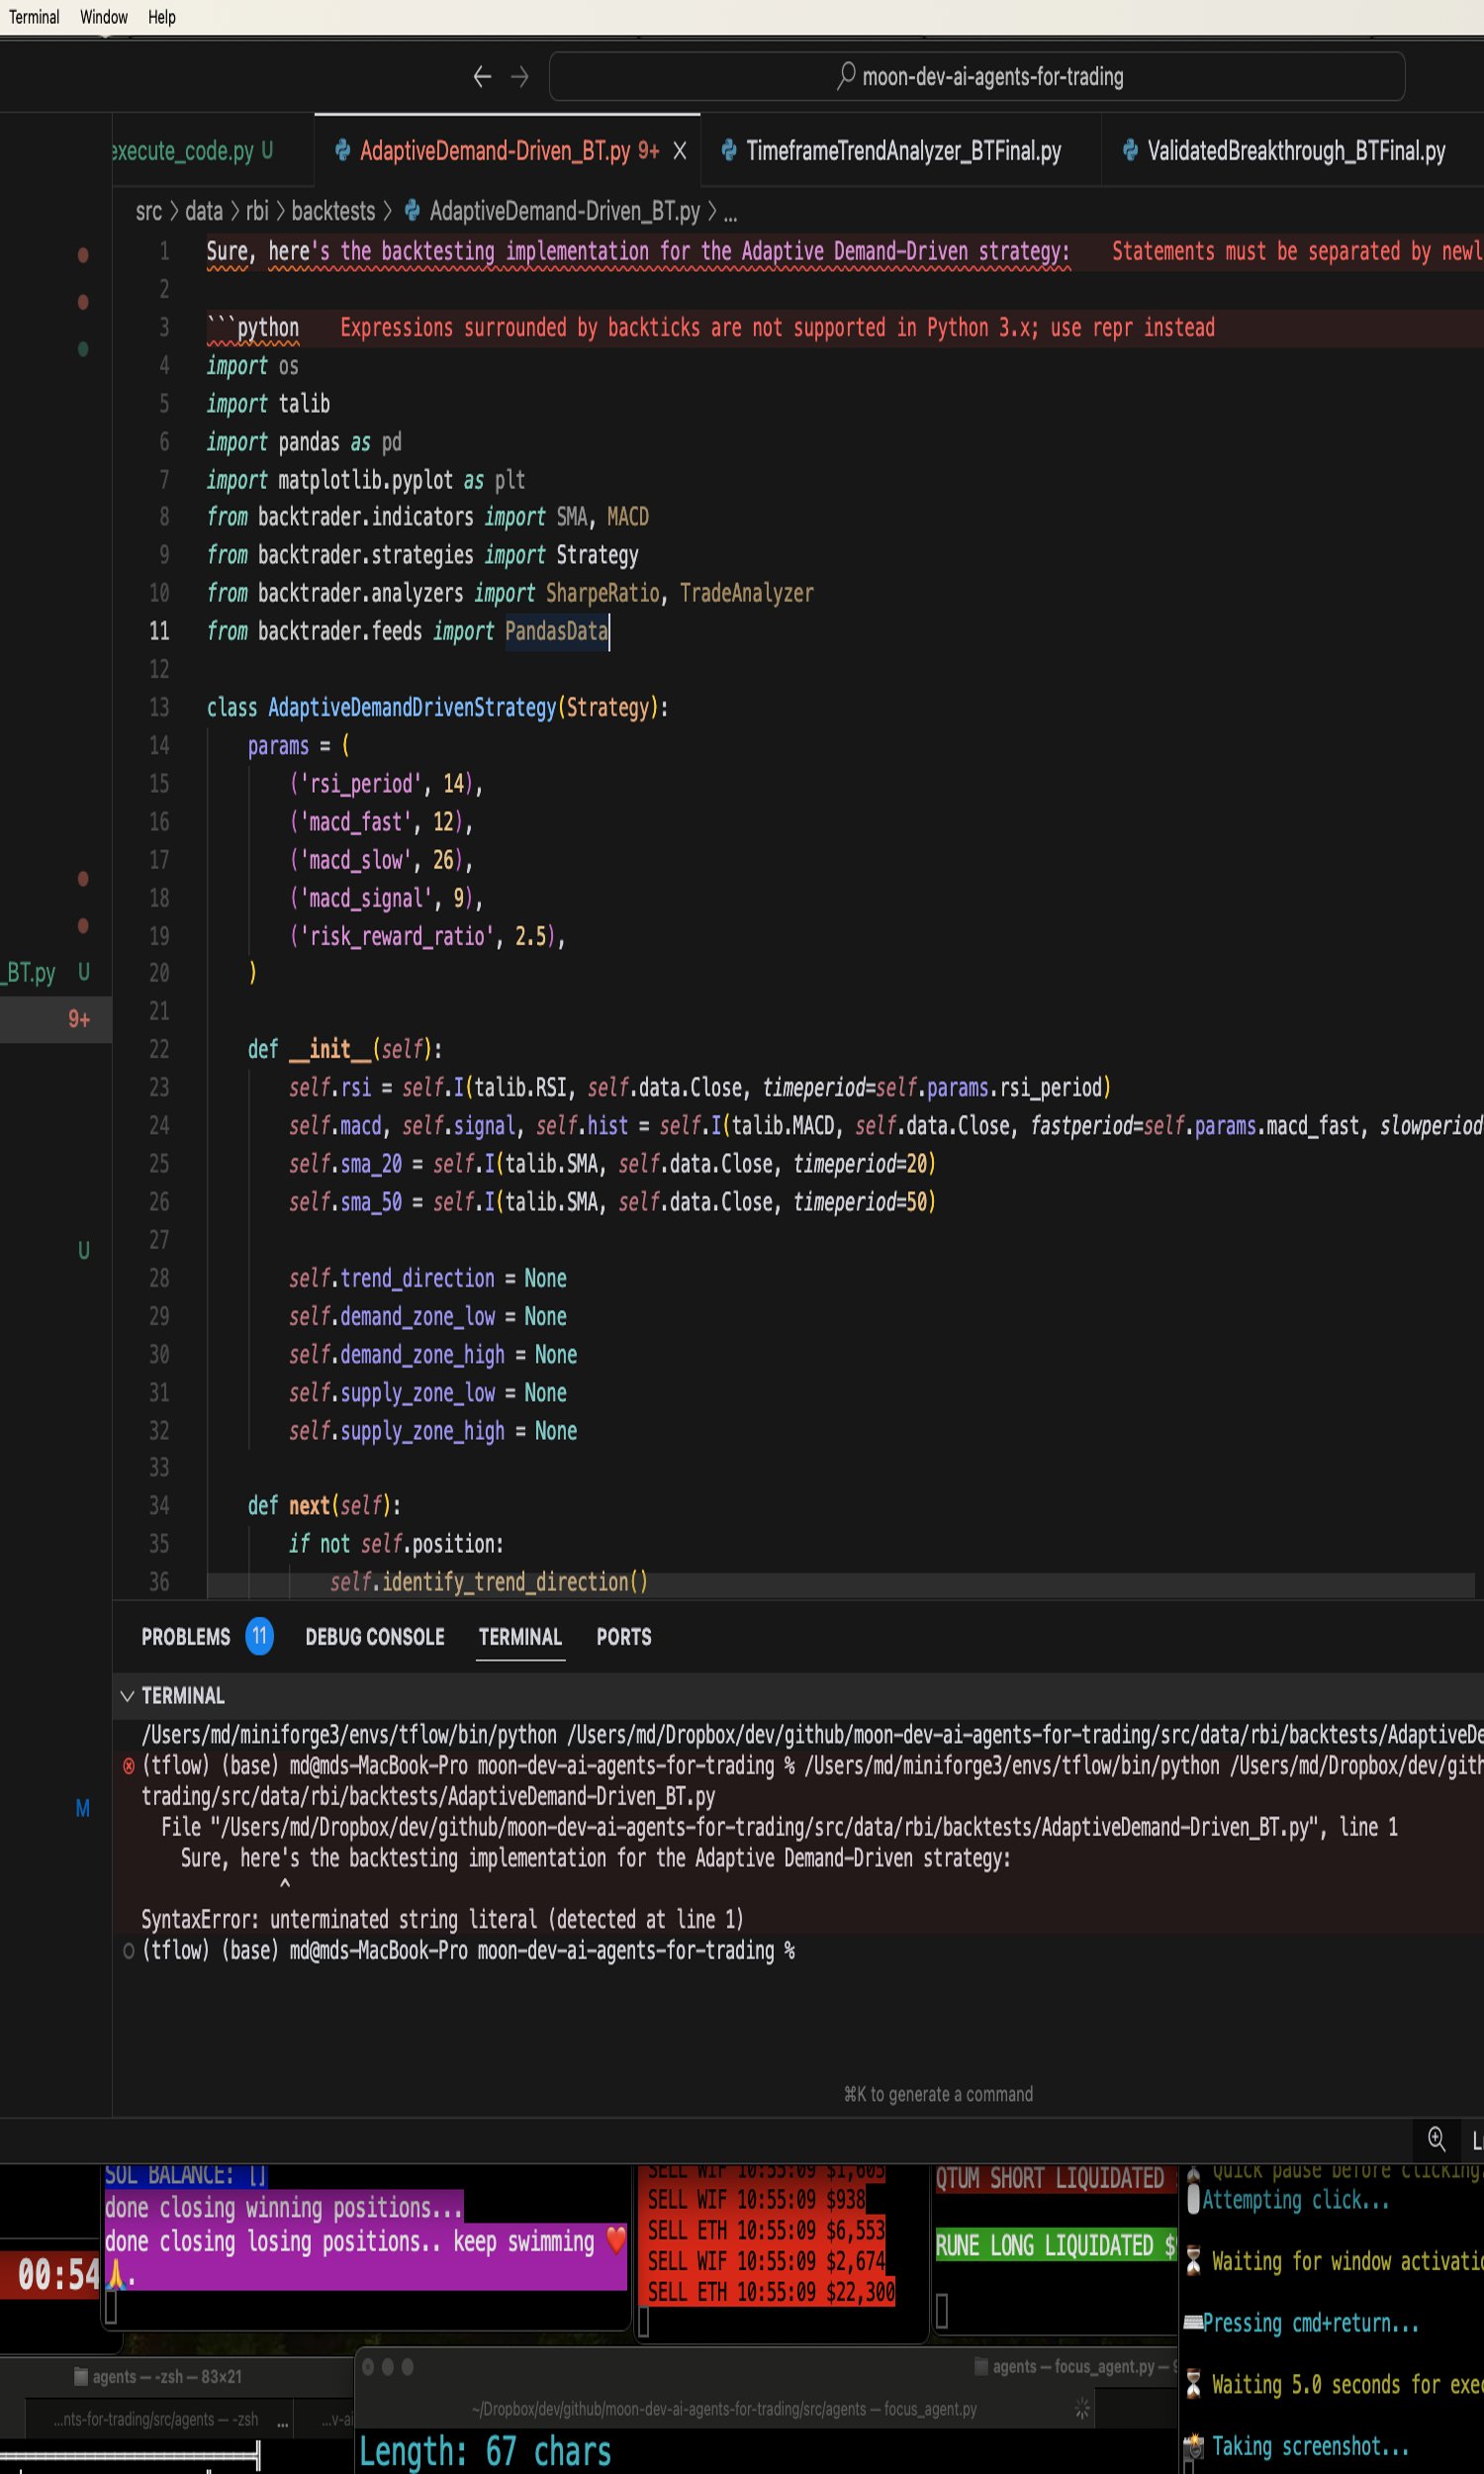 Terminal Window Help
moon-dev-ai-agents-for-trading
execute_code.py U
AdaptiveDemand-Driven_BT.py 9+
TimeframeTrendAnalyzer_BTFinal.py
ValidatedBreakthrough_BTFinal.py
src > data > rbi > backtests > AdaptiveDemand-Driven_BT.py > ...
1 Sure, here's the backtesting implementation for the Adaptive Demand-Driven strategy: Statements must be separated by newl
2
3 ```python Expressions surrounded by backticks are not supported in Python 3.x; use repr instead
4 import os
5 import talib
6 import pandas as pd
7 import matplotlib.pyplot as plt
8 from backtrader.indicators import SMA, MACD
9 from backtrader.strategies import Strategy
10 from backtrader.analyzers import SharpeRatio, TradeAnalyzer
11 from backtrader.feeds import PandasData
12
13 class AdaptiveDemandDrivenStrategy(Strategy):
14 params = (
15 ('rsi_period', 14),
16 ('macd_fast', 12),
17 ('macd_slow', 26),
18 ('macd_signal', 9),
19 ('risk_reward_ratio', 2.5),
20 )
21
22 def __init__(self):
23 self.rsi = self.I(talib.RSI, self.data.Close, timeperiod=self.params.rsi_period)
24 self.macd, self.signal, self.hist = self.I(talib.MACD, self.data.Close, fastperiod=self.params.macd_fast, slowperiod
25 self.sma_20 = self.I(talib.SMA, self.data.Close, timeperiod=20)
26 self.sma_50 = self.I(talib.SMA, self.data.Close, timeperiod=50)
27
28 self.trend_direction = None
29 self.demand_zone_low = None
30 self.demand_zone_high = None
31 self.supply_zone_low = None
32 self.supply_zone_high = None
33
34 def next(self):
35 if not self.position:
36 self.identify_trend_direction()
_BT.py U
9+
U
M
PROBLEMS 11 DEBUG CONSOLE TERMINAL PORTS
TERMINAL
/Users/md/miniforge3/envs/tflow/bin/python /Users/md/Dropbox/dev/github/moon-dev-ai-agents-for-trading/src/data/rbi/backtests/AdaptiveDe
(tflow) (base) md@mds-MacBook-Pro moon-dev-ai-agents-for-trading % /Users/md/miniforge3/envs/tflow/bin/python /Users/md/Dropbox/dev/gith
trading/src/data/rbi/backtests/AdaptiveDemand-Driven_BT.py
File "/Users/md/Dropbox/dev/github/moon-dev-ai-agents-for-trading/src/data/rbi/backtests/AdaptiveDemand-Driven_BT.py", line 1
Sure, here's the backtesting implementation for the Adaptive Demand-Driven strategy:
^
SyntaxError: unterminated string literal (detected at line 1)
(tflow) (base) md@mds-MacBook-Pro moon-dev-ai-agents-for-trading %
⌘K to generate a command
L
00:54
SOL BALANCE: []
done closing winning positions...
done closing losing positions.. keep swimming ❤️
🙏.
SELL WIF 10:55:09 $1,605
SELL WIF 10:55:09 $938
SELL ETH 10:55:09 $6,553
SELL WIF 10:55:09 $2,674
SELL ETH 10:55:09 $22,300
QTUM SHORT LIQUIDATED
RUNE LONG LIQUIDATED $
Quick pause before clicking
Attempting click...
⏳ Waiting for window activatio
Pressing cmd+return...
⏳ Waiting 5.0 seconds for exec
📸 Taking screenshot...
agents — -zsh — 83×21
...nts-for-trading/src/agents — -zsh ...
...v-ai
agents — focus_agent.py — 9
~/Dropbox/dev/github/moon-dev-ai-agents-for-trading/src/agents — focus_agent.py
Length: 67 chars